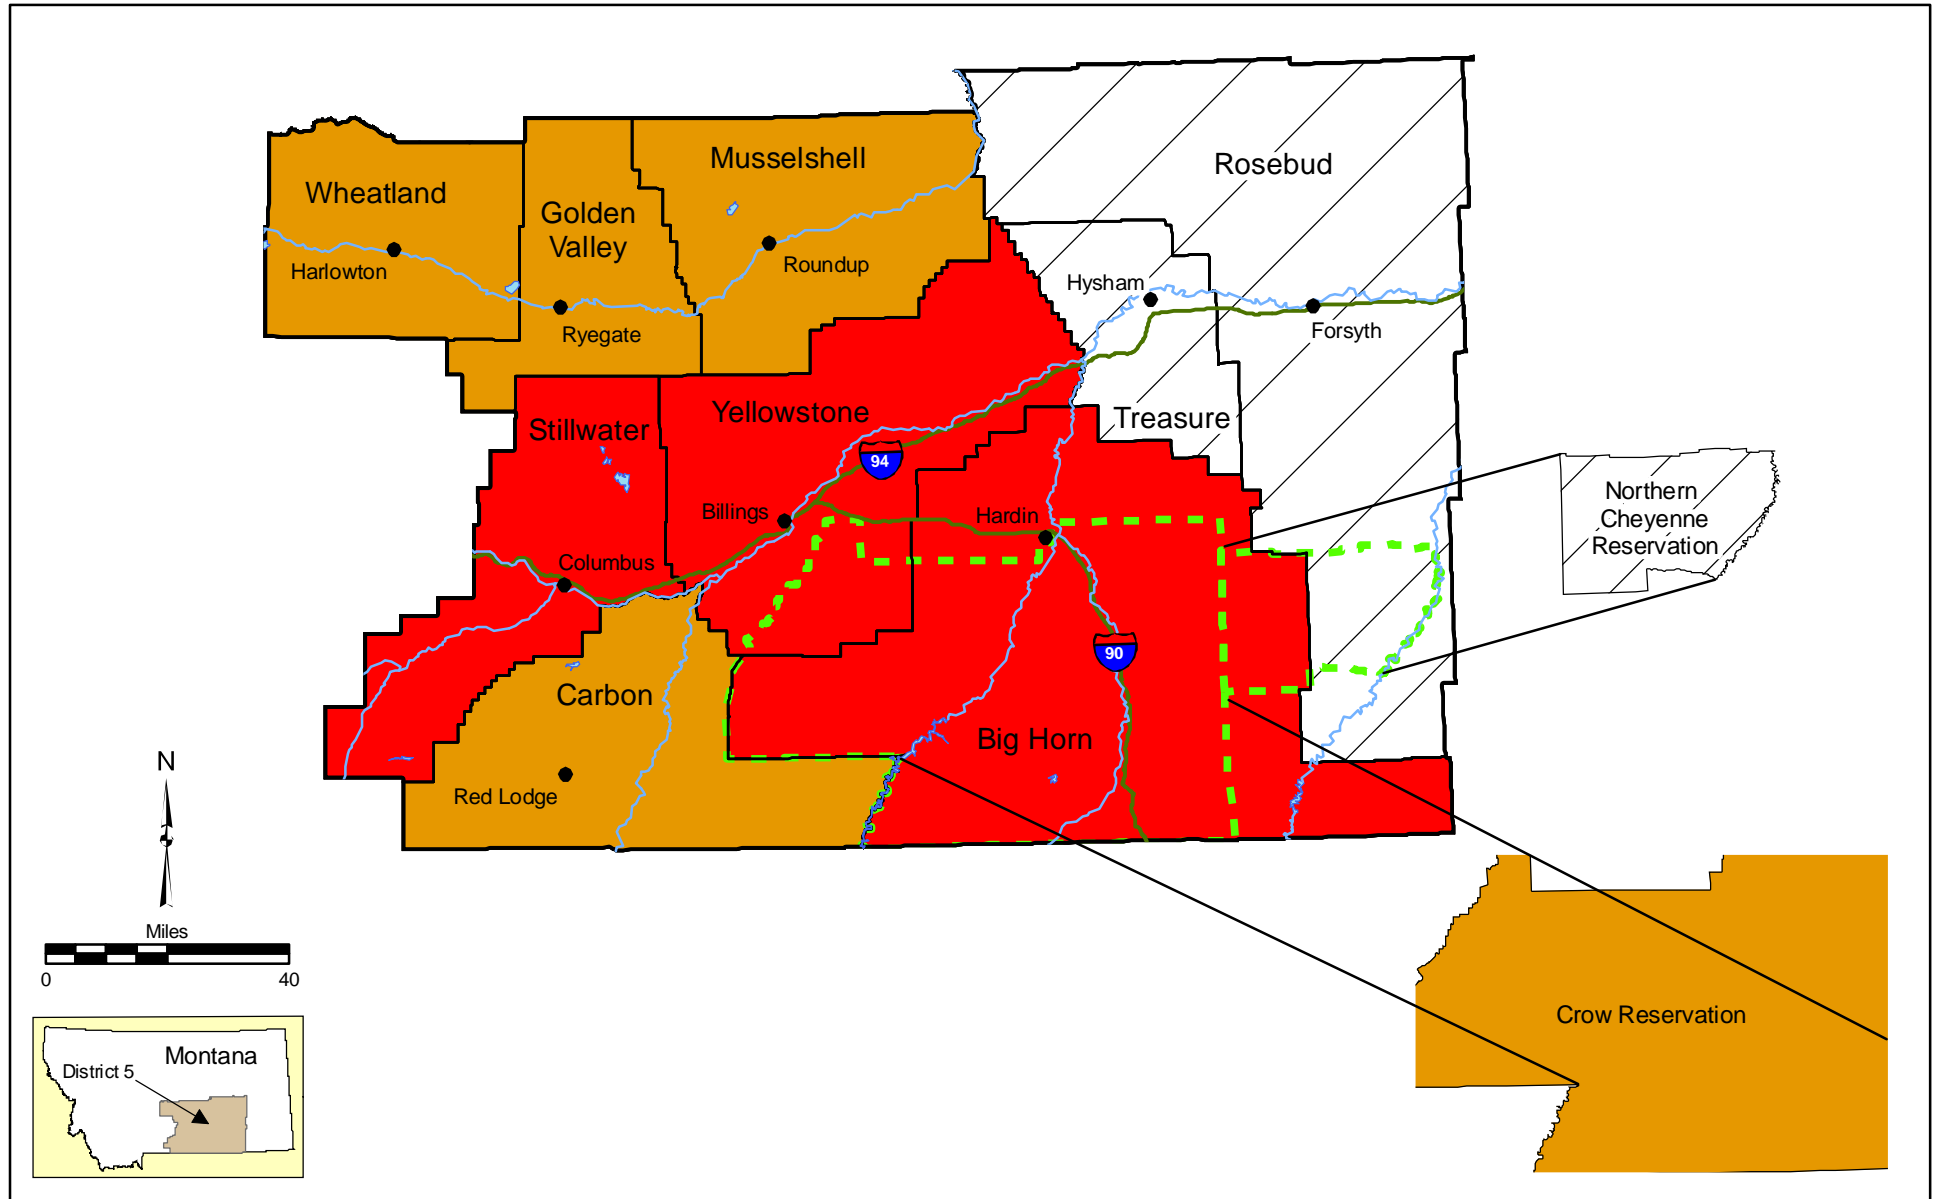 Musselshell
Rosebud
Wheatland
Golden
Valley
Harlowton
Roundup
Hysham
Ryegate
Forsyth
Yellowstone
Treasure
Stillwater
94
Billings
Hardin
Columbus
Northern
Cheyenne
Reservation
90
Carbon
Big Horn
Red Lodge
N
Miles
0
40
Crow Reservation
Montana
District 5